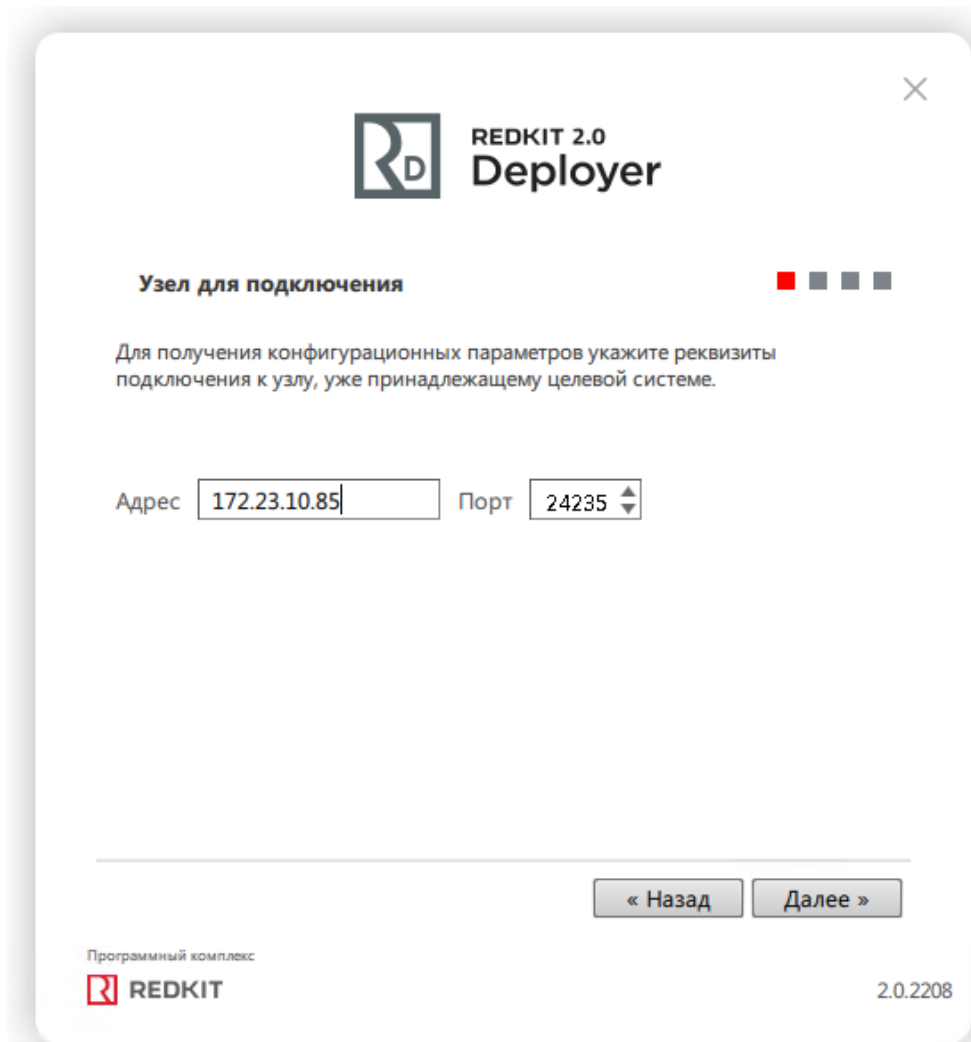 REDKIT 2.0
Deployer
Узел для подключения
Для получения конфигурационных параметров укажите реквизиты
подключения к узлу, уже принадлежащему целевой системе.
Адрес 172.23.10.85 Порт 24235
« Назад Далее »
Программный комплекс
REDKIT
2.0.2208